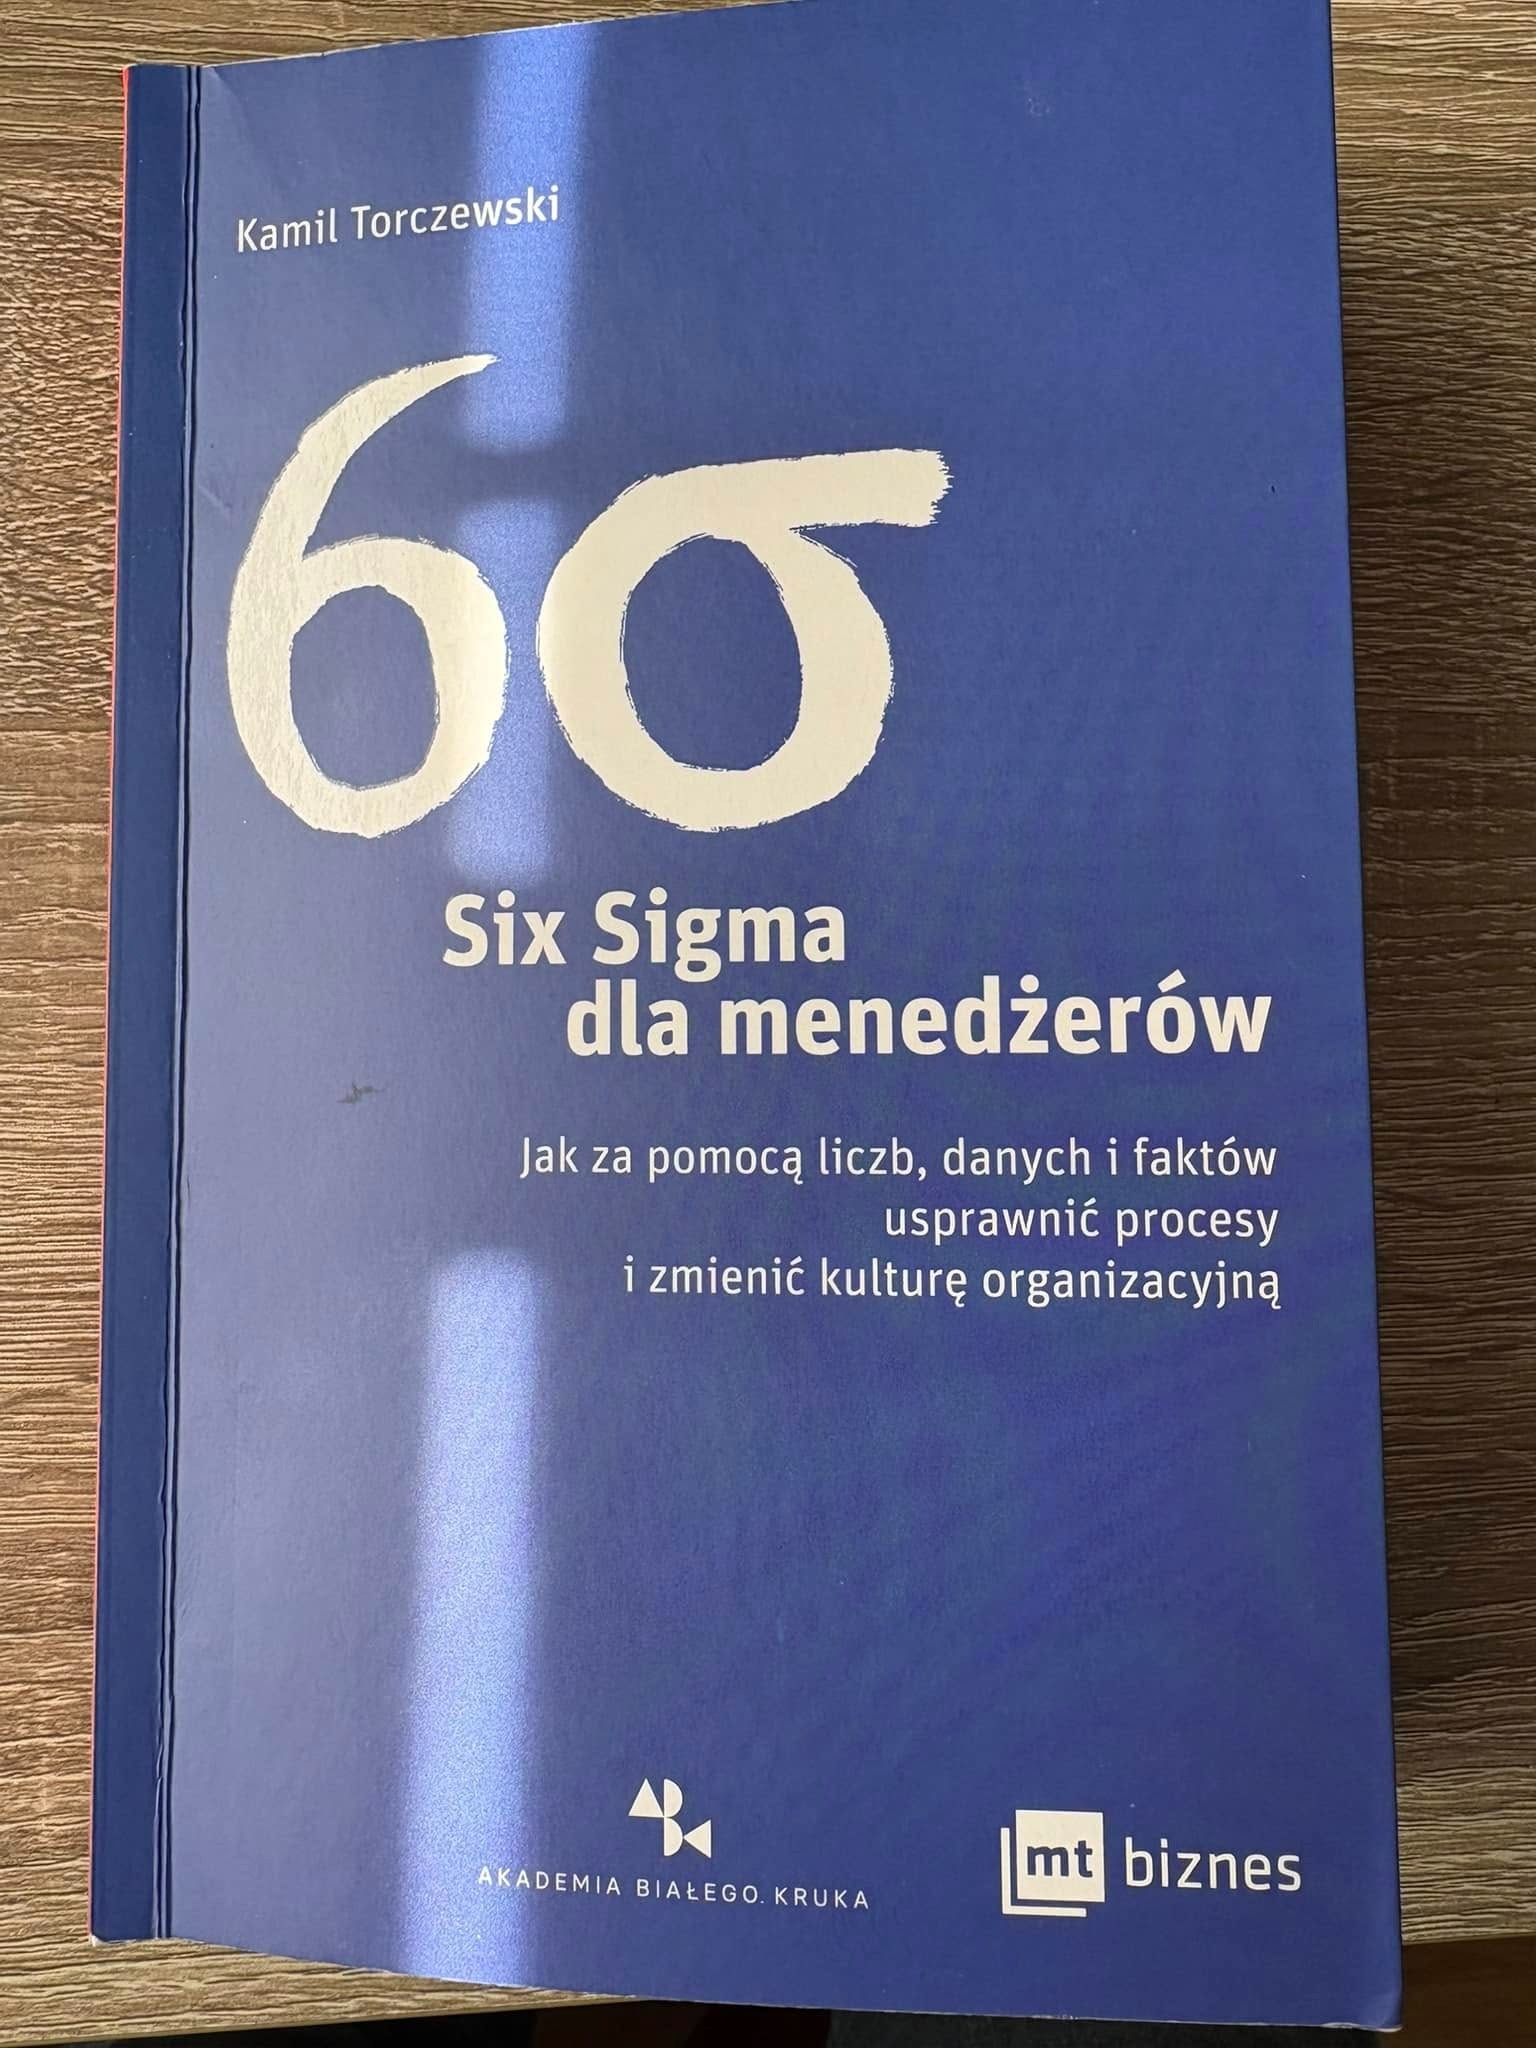 Kamil Torczewski
6σ
Six Sigma
dla menedżerów
Jak za pomocą liczb, danych i faktów
usprawnić procesy
i zmienić kulturę organizacyjną
AKADEMIA BIAŁEGO KRUKA
mt biznes